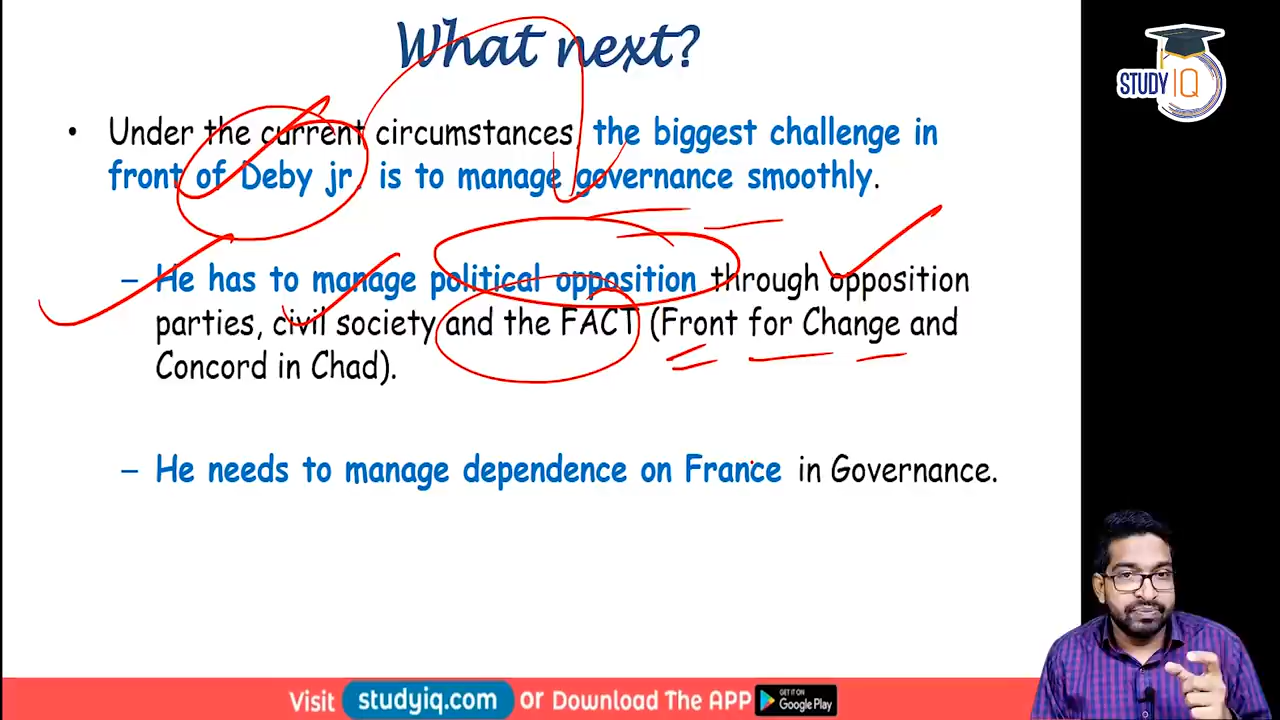 What next?
STUDY IQ
• Under the current circumstances, the biggest challenge in
front of Deby jr. is to manage governance smoothly.
– He has to manage political opposition through opposition
parties, civil society and the FACT (Front for Change and
Concord in Chad).
– He needs to manage dependence on France in Governance.
Visit studyiq.com or Download The APP GET IT ON Google Play